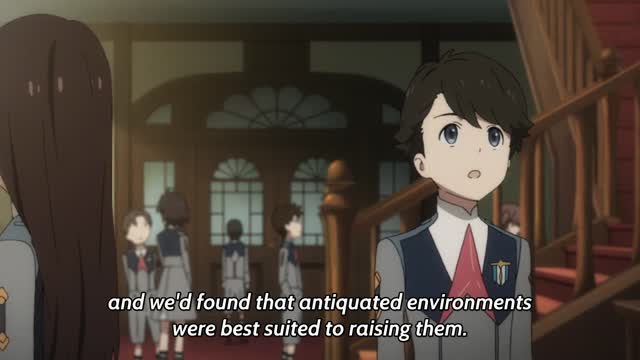 and we'd found that antiquated environments
were best suited to raising them.